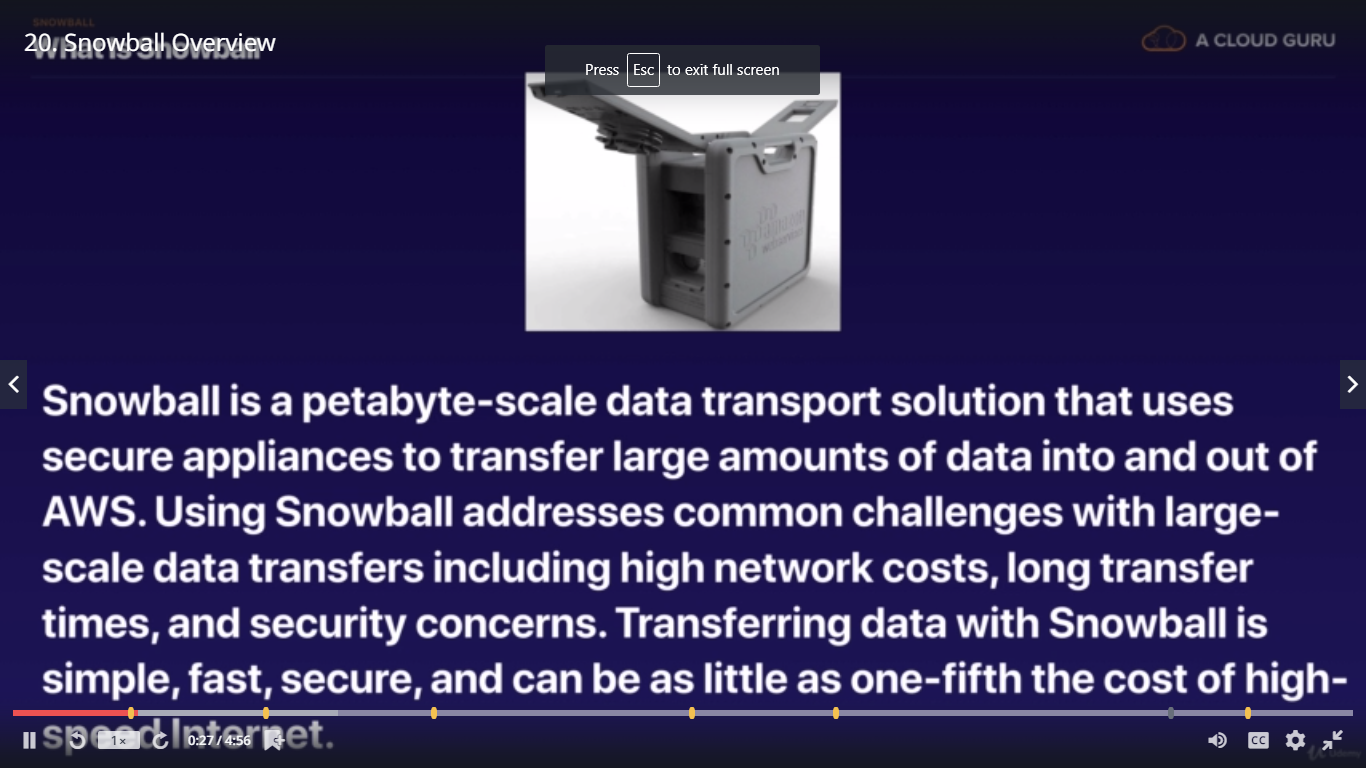 SNOWBALL
What is Snowball
20. Snowball Overview
A CLOUD GURU
Press Esc to exit full screen
Snowball is a petabyte-scale data transport solution that uses
secure appliances to transfer large amounts of data into and out of
AWS. Using Snowball addresses common challenges with large-
scale data transfers including high network costs, long transfer
times, and security concerns. Transferring data with Snowball is
simple, fast, secure, and can be as little as one-fifth the cost of high-
speed Internet.
1×
0:27 / 4:56
CC
Udemy